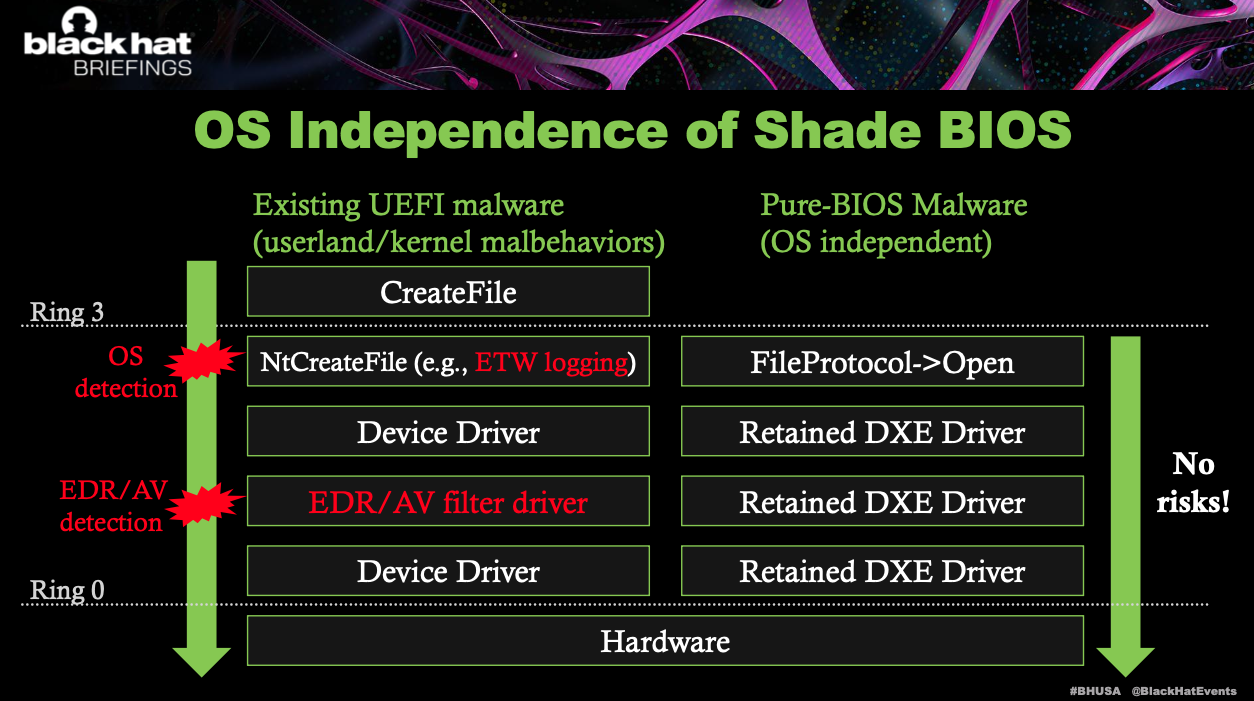 black hat
BRIEFINGS
OS Independence of Shade BIOS
Existing UEFI malware
(userland/kernel malbehaviors)
Pure-BIOS Malware
(OS independent)
CreateFile
Ring 3
OS
detection
NtCreateFile (e.g., ETW logging)
FileProtocol->Open
Device Driver
Retained DXE Driver
No
risks!
EDR/AV
detection
EDR/AV filter driver
Retained DXE Driver
Device Driver
Retained DXE Driver
Ring 0
Hardware
#BHUSA @BlackHatEvents